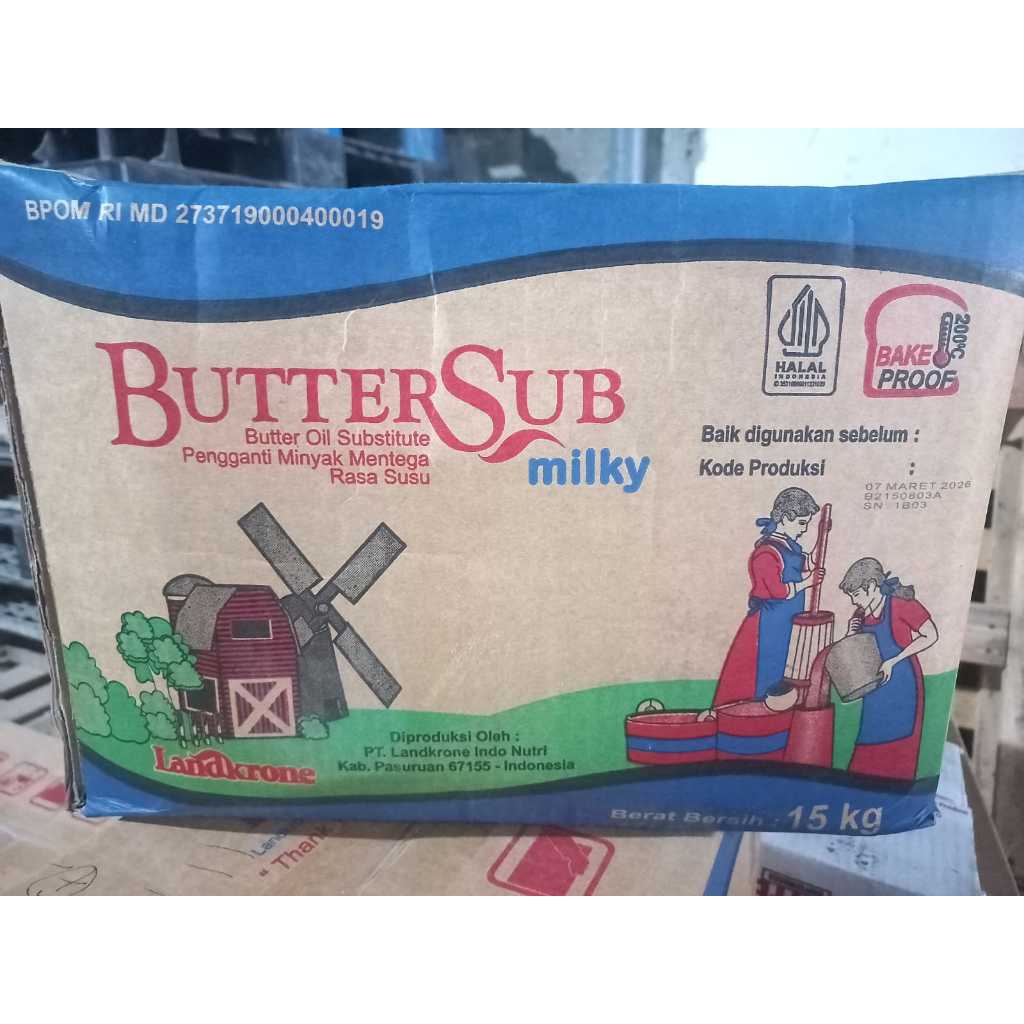 BPOM RI MD 273719000400019
BUTTERSUB
milky
Butter Oil Substitute
Pengganti Minyak Mentega
Rasa Susu
HALAL
INDONESIA
BAKE
PROOF
200°C
Baik digunakan sebelum :
Kode Produksi :
07 MARET 2026
B2150803A
SN : 1B03
Landkrone
Diproduksi Oleh :
PT. Landkrone Indo Nutri
Kab. Pasuruan 67155 - Indonesia
Berat Bersih : 15 kg
"Thank